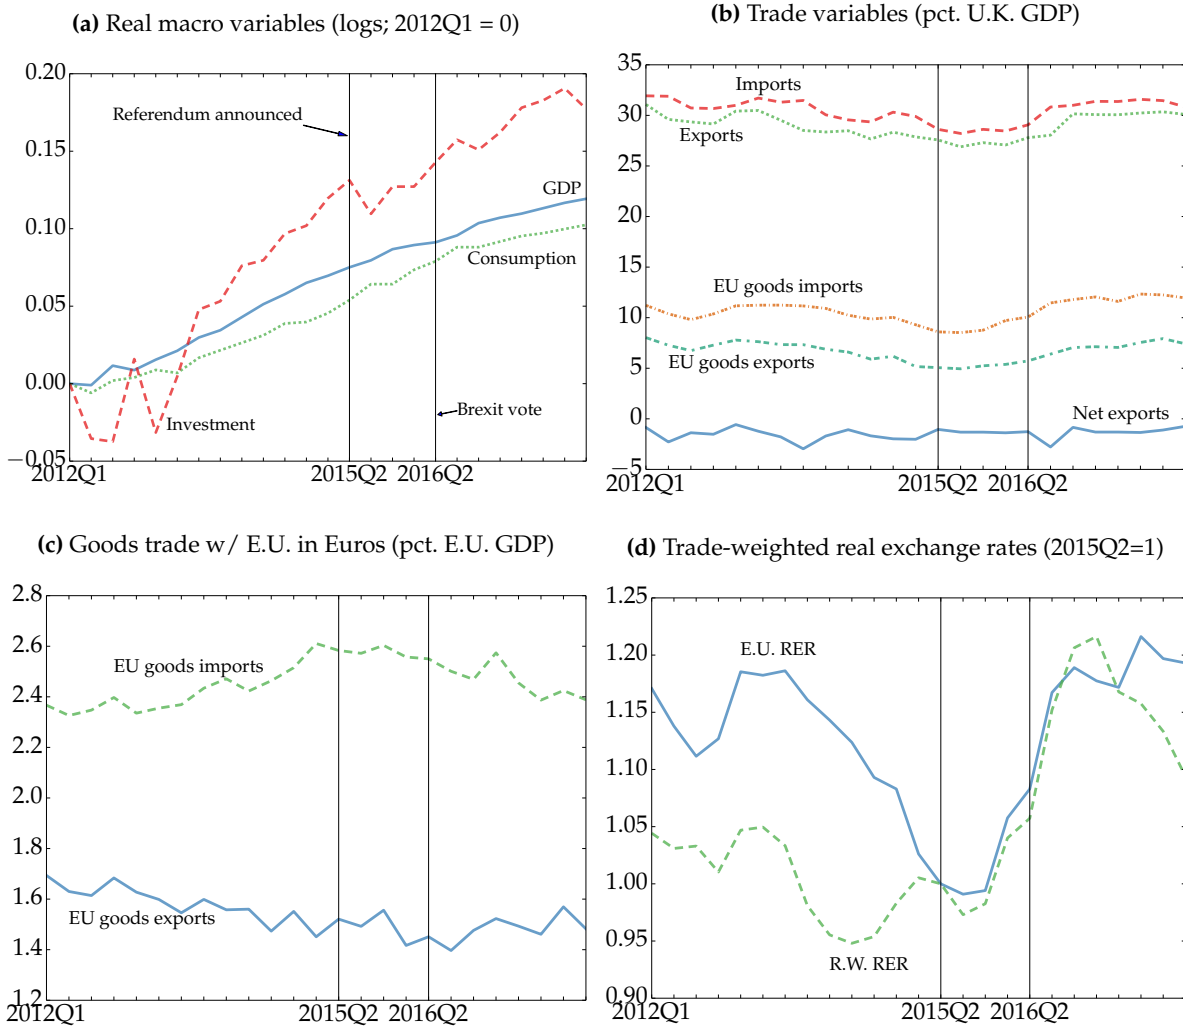 (a) Real macro variables (logs; 2012Q1 = 0)
0.20
0.15
0.10
0.05
0.00
−0.05
Referendum announced
GDP
Consumption
Investment
Brexit vote
2012Q1
2015Q2
2016Q2
(b) Trade variables (pct. U.K. GDP)
35
30
25
20
15
10
5
0
−5
Imports
Exports
EU goods imports
EU goods exports
Net exports
2012Q1
2015Q2
2016Q2
(c) Goods trade w/ E.U. in Euros (pct. E.U. GDP)
2.8
2.6
2.4
2.2
2.0
1.8
1.6
1.4
1.2
EU goods imports
EU goods exports
2012Q1
2015Q2
2016Q2
(d) Trade-weighted real exchange rates (2015Q2=1)
1.25
1.20
1.15
1.10
1.05
1.00
0.95
0.90
E.U. RER
R.W. RER
2012Q1
2015Q2
2016Q2